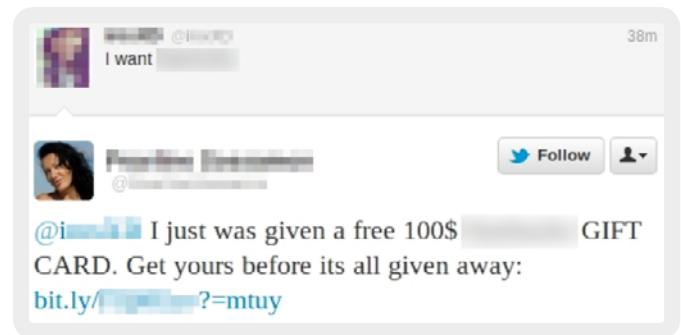 38m
I want
Follow
I just was given a free 100$ GIFT
CARD. Get yours before its all given away:
bit.ly/ ?=mtuy